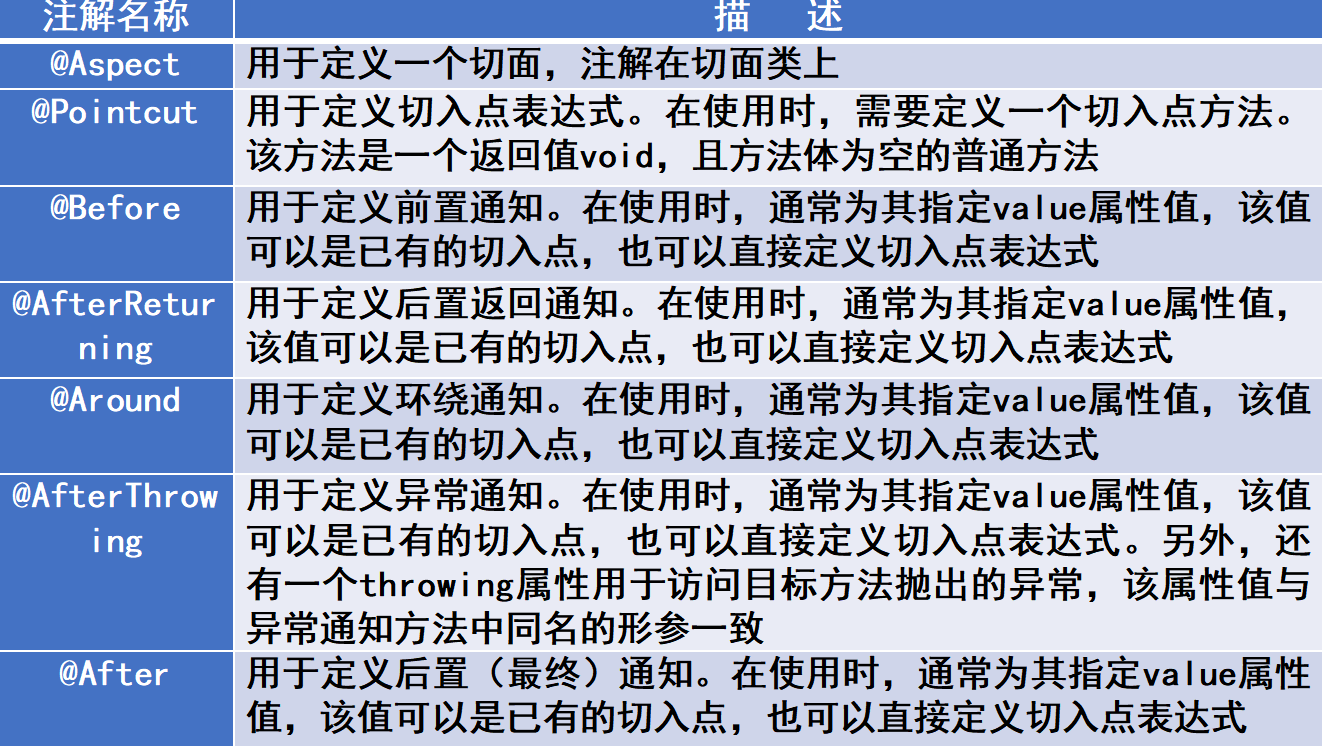 注解名称
描 述
@Aspect
用于定义一个切面，注解在切面类上
@Pointcut
用于定义切入点表达式。在使用时，需要定义一个切入点方法。
该方法是一个返回值void，且方法体为空的普通方法
@Before
用于定义前置通知。在使用时，通常为其指定value属性值，该值
可以是已有的切入点，也可以直接定义切入点表达式
@AfterRetur
ning
用于定义后置返回通知。在使用时，通常为其指定value属性值，
该值可以是已有的切入点，也可以直接定义切入点表达式
@Around
用于定义环绕通知。在使用时，通常为其指定value属性值，该值
可以是已有的切入点，也可以直接定义切入点表达式
@AfterThrow
ing
用于定义异常通知。在使用时，通常为其指定value属性值，该值
可以是已有的切入点，也可以直接定义切入点表达式。另外，还
有一个throwing属性用于访问目标方法抛出的异常，该属性值与
异常通知方法中同名的形参一致
@After
用于定义后置（最终）通知。在使用时，通常为其指定value属性
值，该值可以是已有的切入点，也可以直接定义切入点表达式